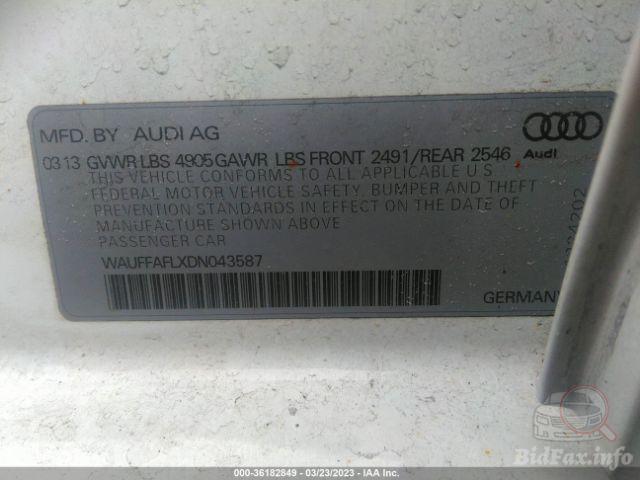 MFD. BY AUDI AG
03 13 GVWR LBS 4905 GAWR LBS FRONT 2491/REAR 2546
Audi
THIS VEHICLE CONFORMS TO ALL APPLICABLE U S
FEDERAL MOTOR VEHICLE SAFETY, BUMPER AND THEFT
PREVENTION STANDARDS IN EFFECT ON THE DATE OF
MANUFACTURE SHOWN ABOVE
PASSENGER CAR
WAUFFAFLXDN043587
GERMAN
000-36182849 - 03/23/2023 - IAA Inc.
BidFax.info